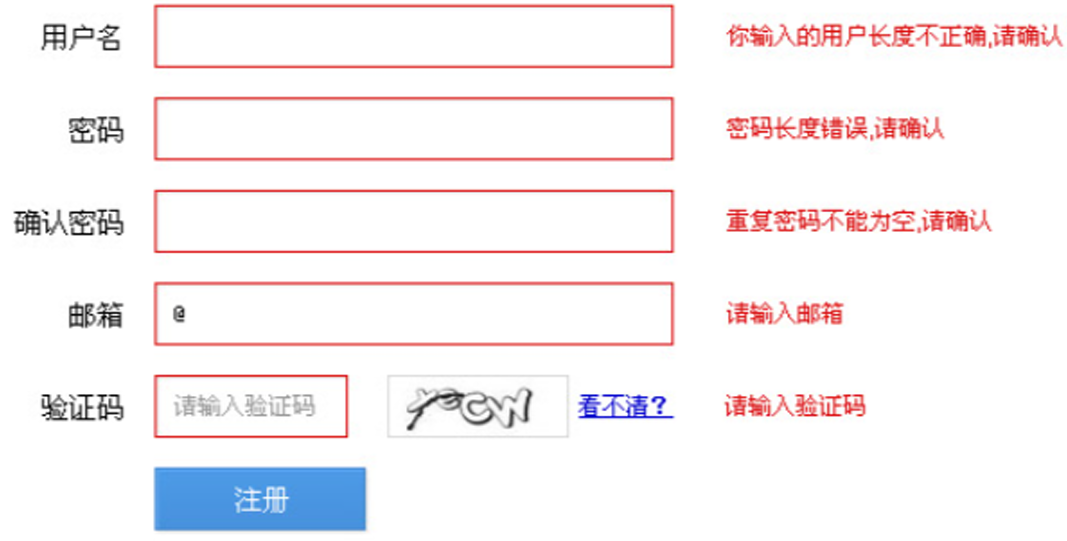 用户名 你输入的用户长度不正确,请确认
密码 密码长度错误,请确认
确认密码 重复密码不能为空,请确认
邮箱 @ 请输入邮箱
验证码 请输入验证码 看不清? 请输入验证码
注册